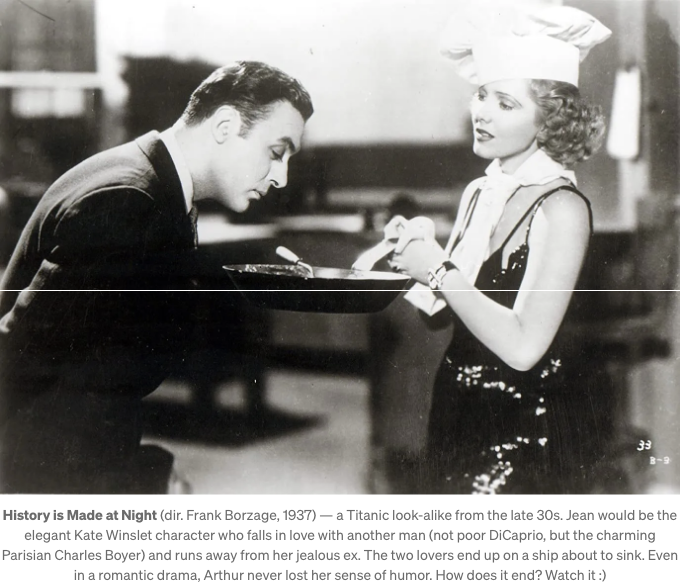 33
B-9
History is Made at Night (dir. Frank Borzage, 1937) — a Titanic look-alike from the late 30s. Jean would be the
elegant Kate Winslet character who falls in love with another man (not poor DiCaprio, but the charming
Parisian Charles Boyer) and runs away from her jealous ex. The two lovers end up on a ship about to sink. Even
in a romantic drama, Arthur never lost her sense of humor. How does it end? Watch it ;)